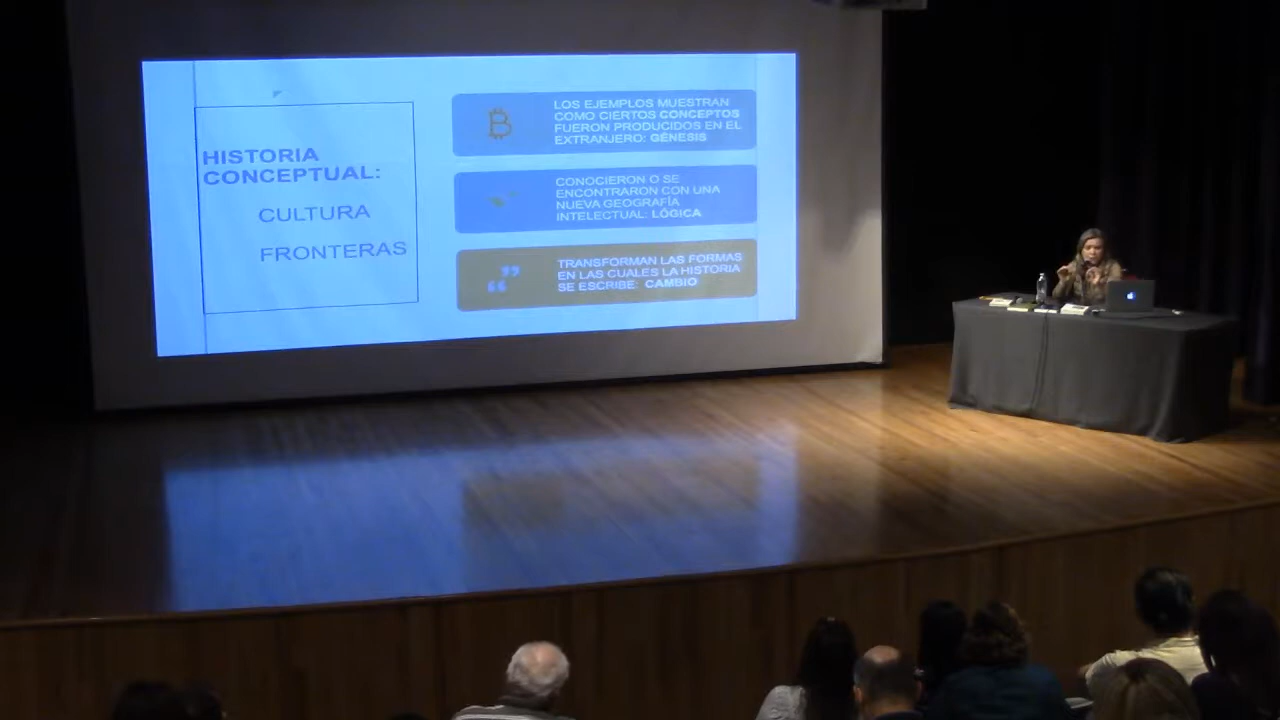 HISTORIA
CONCEPTUAL:
CULTURA
FRONTERAS
LOS EJEMPLOS MUESTRAN
COMO CIERTOS CONCEPTOS
FUERON PRODUCIDOS EN EL
EXTRANJERO: GÉNESIS
CONOCIERON O SE
ENCONTRARON CON UNA
NUEVA GEOGRAFÍA
INTELECTUAL: LÓGICA
TRANSFORMAN LAS FORMAS
EN LAS CUALES LA HISTORIA
SE ESCRIBE: CAMBIO